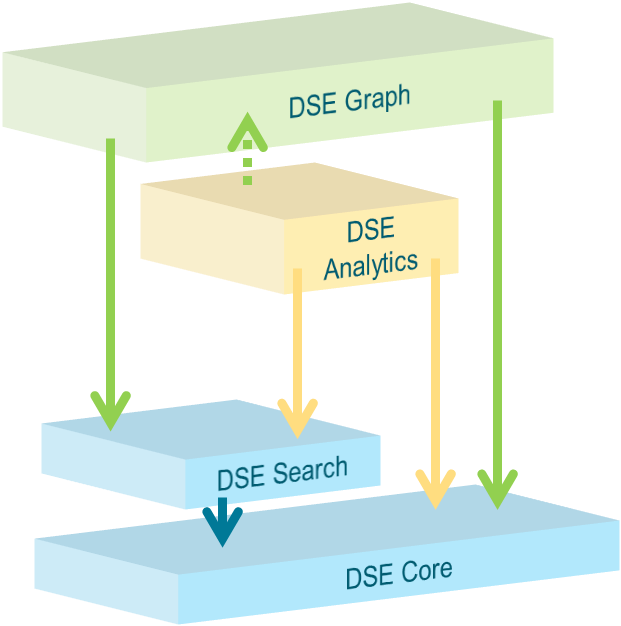 DSE Graph
DSE
Analytics
DSE Search
DSE Core